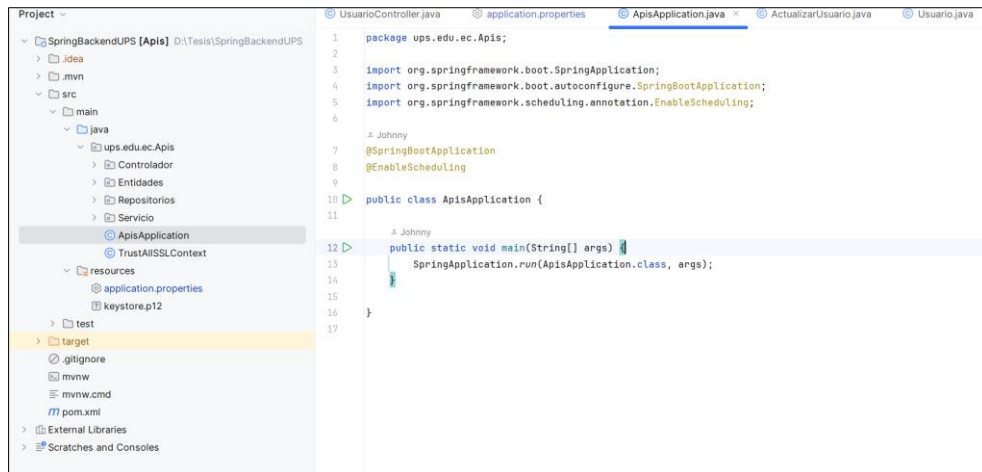 Project
UsuarioController.java application.properties ApisApplication.java ActualizarUsuario.java Usuario.java
SpringBackendUPS [Apis] D:\Tesis\SpringBackendUPS
.idea
.mvn
src
main
java
ups.edu.ec.Apis
Controlador
Entidades
Repositorios
Servicio
ApisApplication
TrustAllSSLContext
resources
application.properties
keystore.p12
test
target
.gitignore
mvnw
mvnw.cmd
pom.xml
External Libraries
Scratches and Consoles
1 package ups.edu.ec.Apis;
2
3 import org.springframework.boot.SpringApplication;
4 import org.springframework.boot.autoconfigure.SpringBootApplication;
5 import org.springframework.scheduling.annotation.EnableScheduling;
6
Johnny
7 @SpringBootApplication
8 @EnableScheduling
9
10 public class ApisApplication {
11
Johnny
12 public static void main(String[] args) {
13 SpringApplication.run(ApisApplication.class, args);
14 }
15
16 }
17